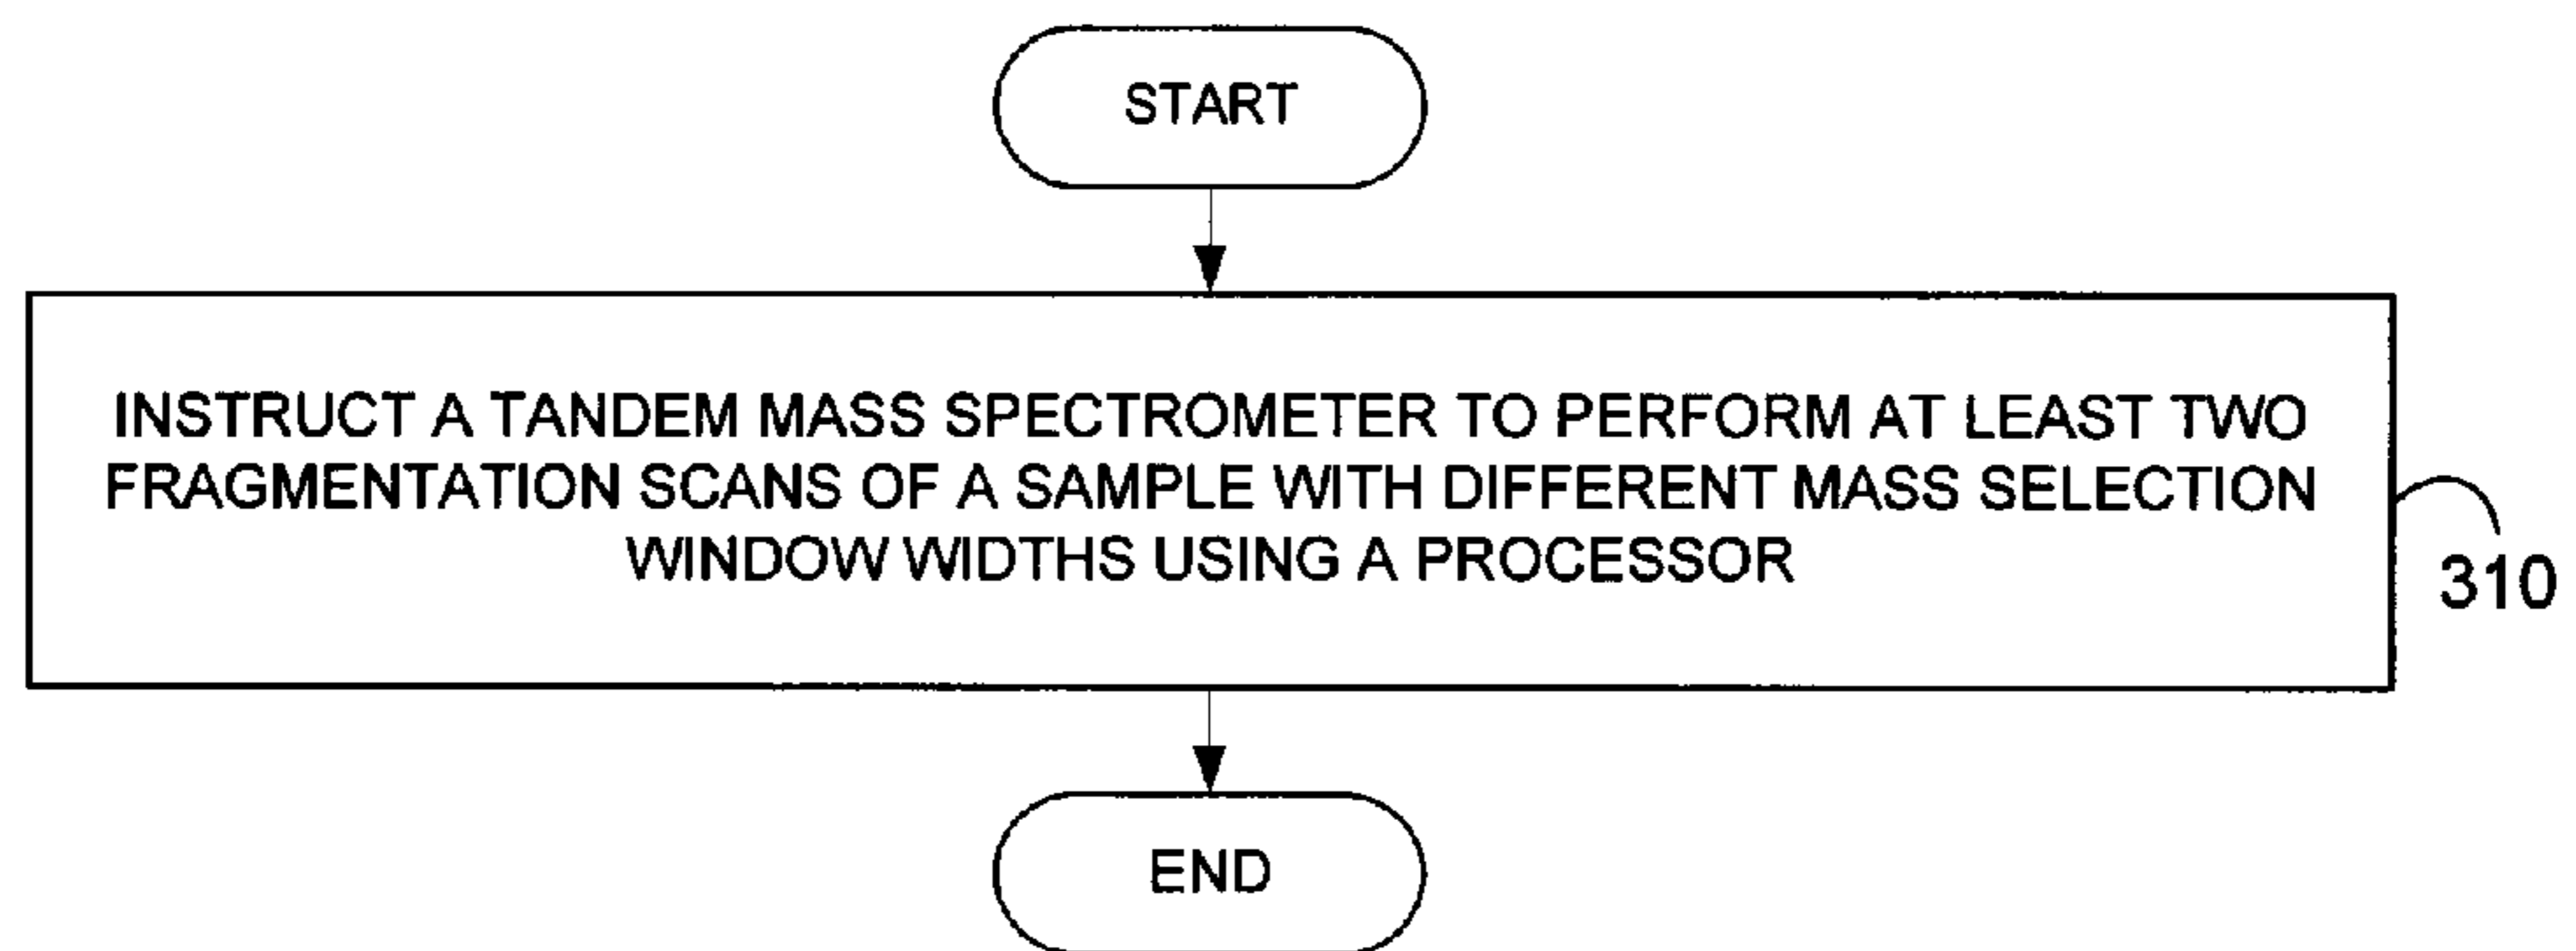 START
INSTRUCT A TANDEM MASS SPECTROMETER TO PERFORM AT LEAST TWO
FRAGMENTATION SCANS OF A SAMPLE WITH DIFFERENT MASS SELECTION
WINDOW WIDTHS USING A PROCESSOR
310
END